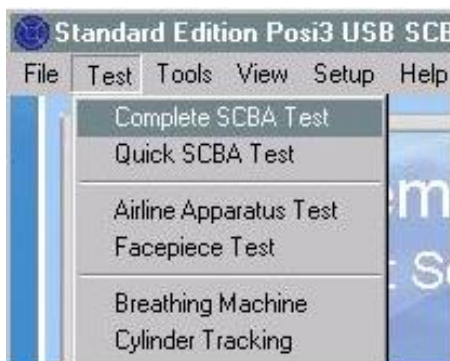 Standard Edition Posi3 USB SCB
File Test Tools View Setup Help
Complete SCBA Test
Quick SCBA Test
Airline Apparatus Test
Facepiece Test
Breathing Machine
Cylinder Tracking